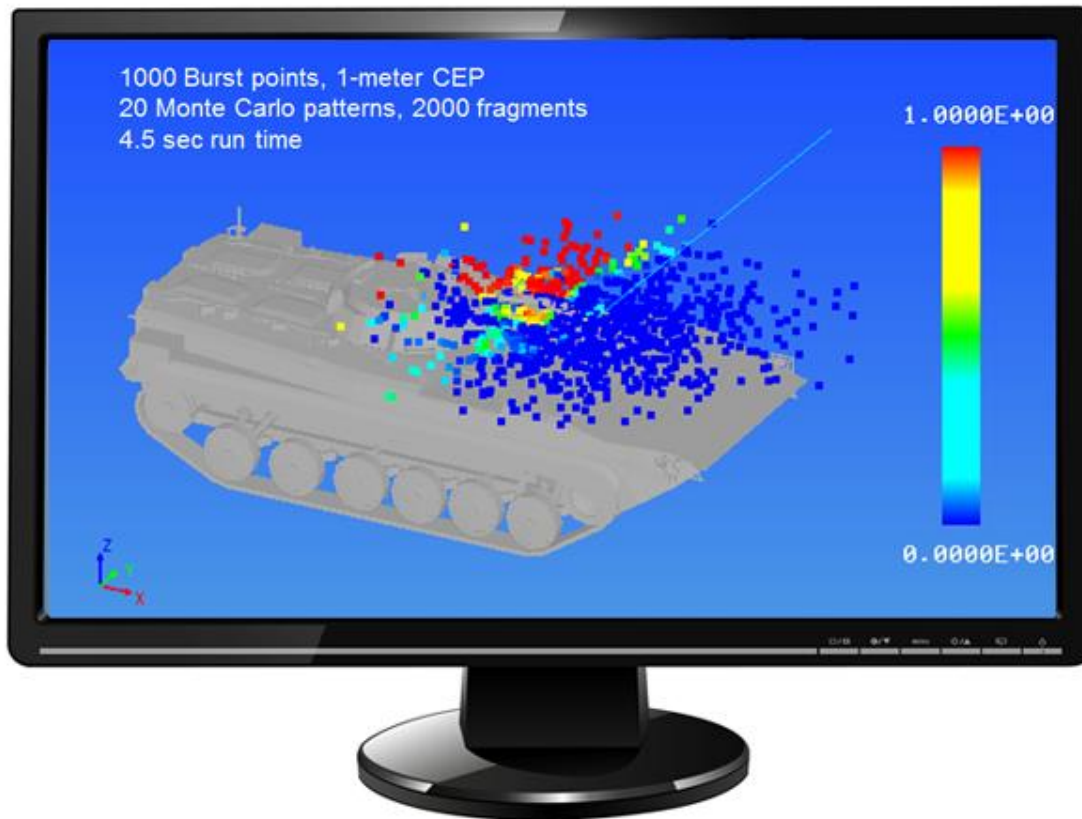 1000 Burst points, 1-meter CEP
20 Monte Carlo patterns, 2000 fragments
4.5 sec run time
1.0000E+00
0.0000E+00
Z
Y
X
menu